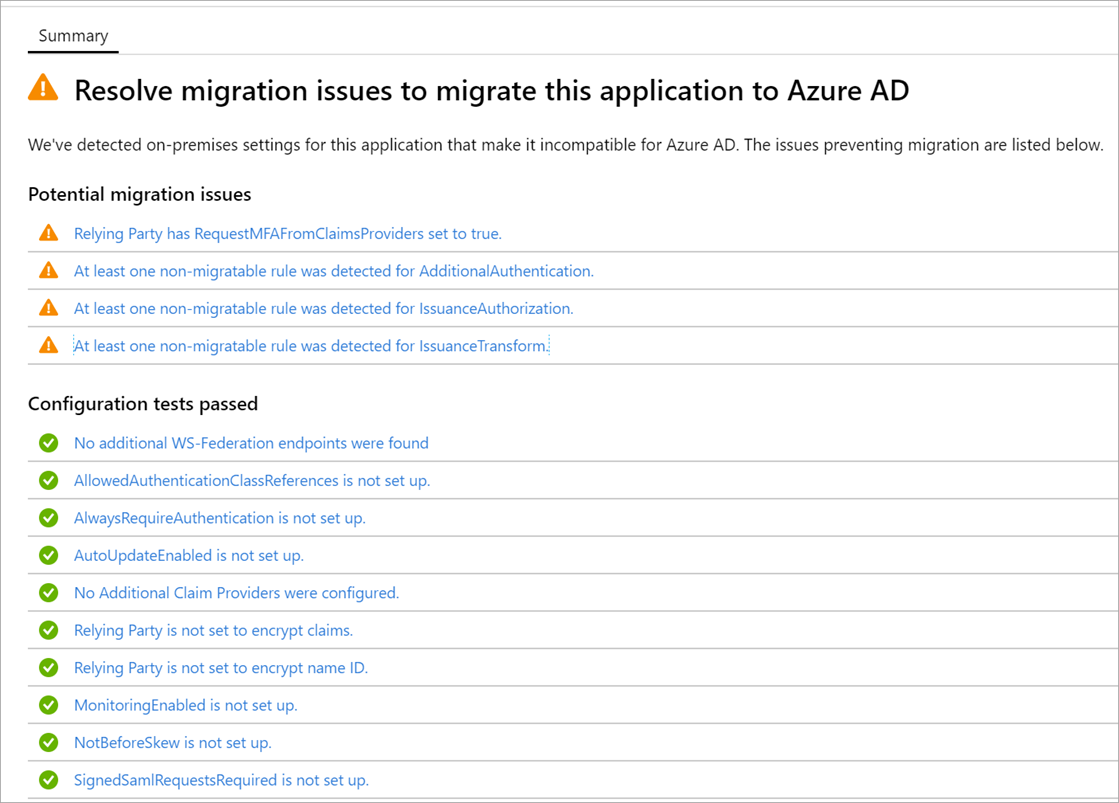 Summary
Resolve migration issues to migrate this application to Azure AD
We've detected on-premises settings for this application that make it incompatible for Azure AD. The issues preventing migration are listed below.
Potential migration issues
Relying Party has RequestMFAFromClaimsProviders set to true.
At least one non-migratable rule was detected for AdditionalAuthentication.
At least one non-migratable rule was detected for IssuanceAuthorization.
At least one non-migratable rule was detected for IssuanceTransform.
Configuration tests passed
No additional WS-Federation endpoints were found
AllowedAuthenticationClassReferences is not set up.
AlwaysRequireAuthentication is not set up.
AutoUpdateEnabled is not set up.
No Additional Claim Providers were configured.
Relying Party is not set to encrypt claims.
Relying Party is not set to encrypt name ID.
MonitoringEnabled is not set up.
NotBeforeSkew is not set up.
SignedSamlRequestsRequired is not set up.